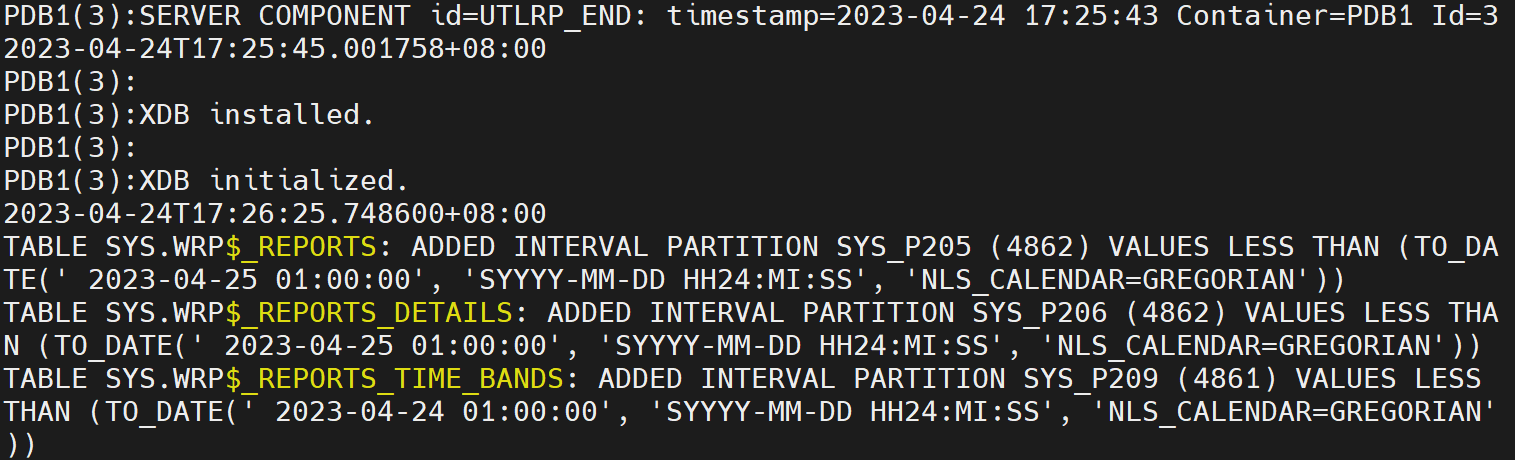 PDB1(3):SERVER COMPONENT id=UTLRP_END: timestamp=2023-04-24 17:25:43 Container=PDB1 Id=3
2023-04-24T17:25:45.001758+08:00
PDB1(3):
PDB1(3):XDB installed.
PDB1(3):
PDB1(3):XDB initialized.
2023-04-24T17:26:25.748600+08:00
TABLE SYS.WRP$_REPORTS: ADDED INTERVAL PARTITION SYS_P205 (4862) VALUES LESS THAN (TO_DA
TE(' 2023-04-25 01:00:00', 'SYYYY-MM-DD HH24:MI:SS', 'NLS_CALENDAR=GREGORIAN'))
TABLE SYS.WRP$_REPORTS_DETAILS: ADDED INTERVAL PARTITION SYS_P206 (4862) VALUES LESS THA
N (TO_DATE(' 2023-04-25 01:00:00', 'SYYYY-MM-DD HH24:MI:SS', 'NLS_CALENDAR=GREGORIAN'))
TABLE SYS.WRP$_REPORTS_TIME_BANDS: ADDED INTERVAL PARTITION SYS_P209 (4861) VALUES LESS
THAN (TO_DATE(' 2023-04-24 01:00:00', 'SYYYY-MM-DD HH24:MI:SS', 'NLS_CALENDAR=GREGORIAN'
))